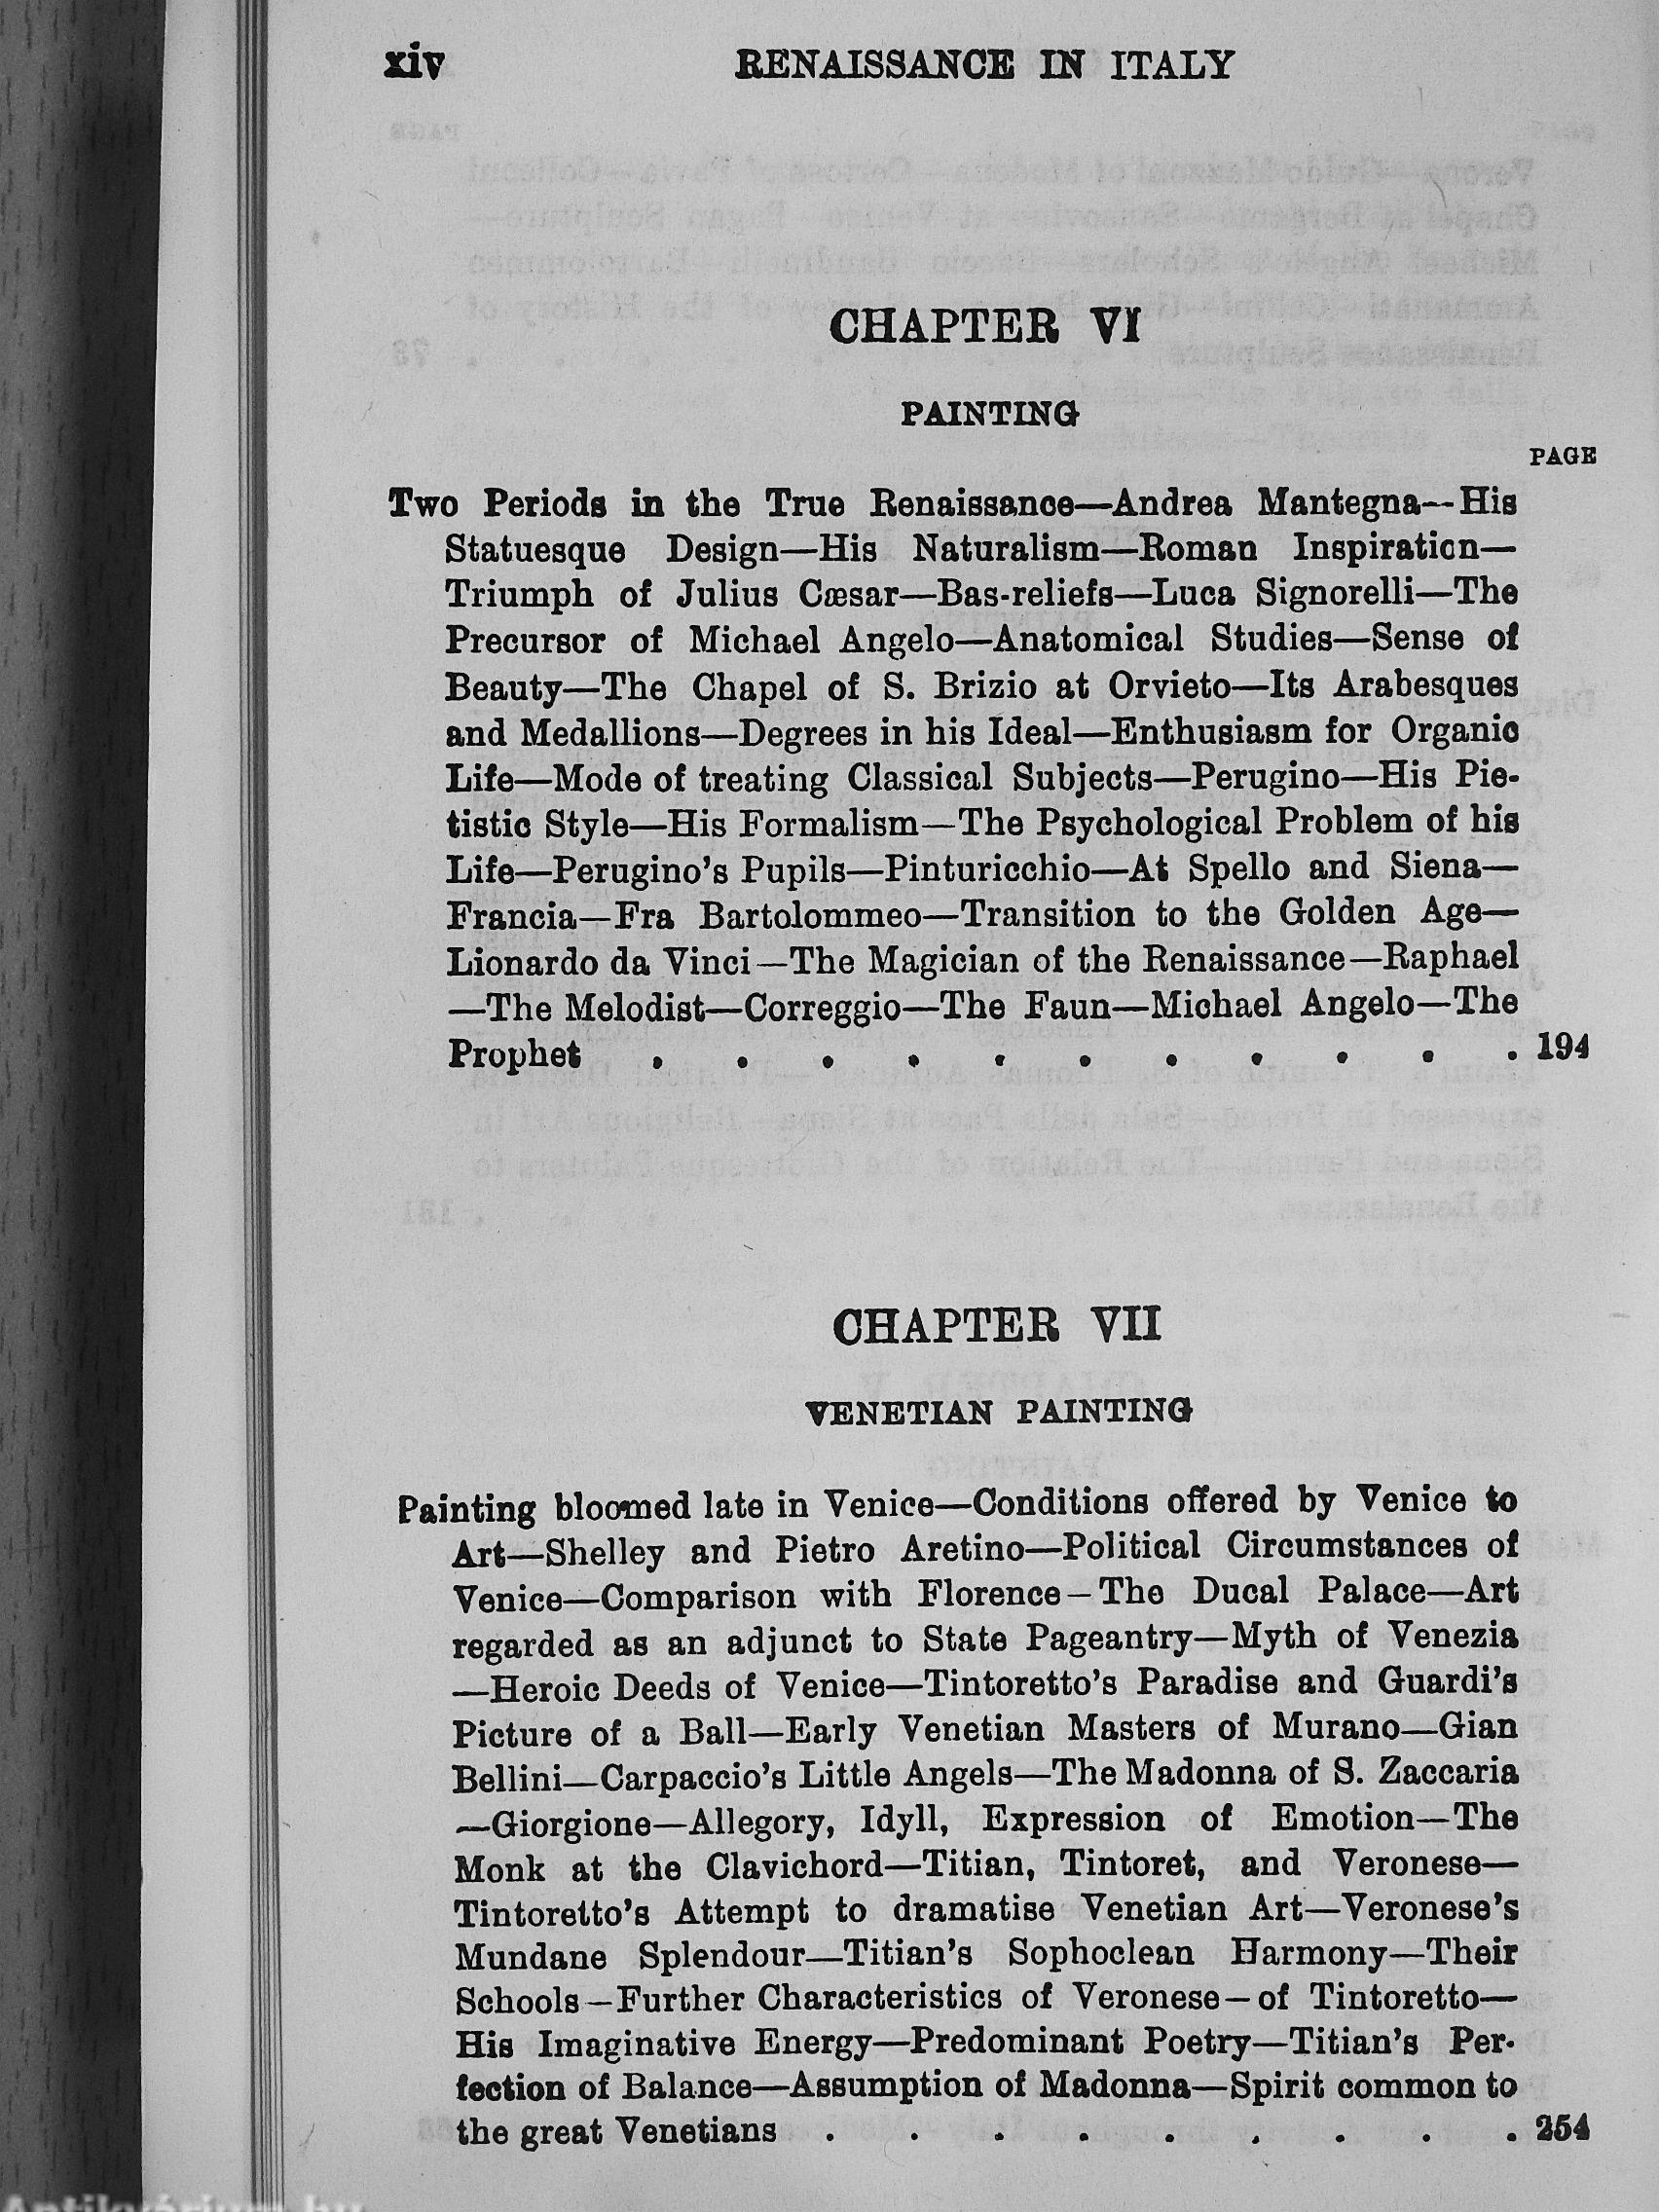 xiv RENAISSANCE IN ITALY
CHAPTER VI
PAINTING
PAGE
Two Periods in the True Renaissance—Andrea Mantegna—His
Statuesque Design—His Naturalism—Roman Inspiration—
Triumph of Julius Cæsar—Bas-reliefs—Luca Signorelli—The
Precursor of Michael Angelo—Anatomical Studies—Sense of
Beauty—The Chapel of S. Brizio at Orvieto—Its Arabesques
and Medallions—Degrees in his Ideal—Enthusiasm for Organic
Life—Mode of treating Classical Subjects—Perugino—His Pie-
tistic Style—His Formalism—The Psychological Problem of his
Life—Perugino's Pupils—Pinturicchio—At Spello and Siena—
Francia—Fra Bartolommeo—Transition to the Golden Age—
Lionardo da Vinci—The Magician of the Renaissance—Raphael
—The Melodist—Correggio—The Faun—Michael Angelo—The
Prophet . . . . . . . . . . . 194
CHAPTER VII
VENETIAN PAINTING
Painting bloomed late in Venice—Conditions offered by Venice to
Art—Shelley and Pietro Aretino—Political Circumstances of
Venice—Comparison with Florence—The Ducal Palace—Art
regarded as an adjunct to State Pageantry—Myth of Venezia
—Heroic Deeds of Venice—Tintoretto's Paradise and Guardi's
Picture of a Ball—Early Venetian Masters of Murano—Gian
Bellini—Carpaccio's Little Angels—The Madonna of S. Zaccaria
—Giorgione—Allegory, Idyll, Expression of Emotion—The
Monk at the Clavichord—Titian, Tintoret, and Veronese—
Tintoretto's Attempt to dramatise Venetian Art—Veronese's
Mundane Splendour—Titian's Sophoclean Harmony—Their
Schools—Further Characteristics of Veronese—of Tintoretto—
His Imaginative Energy—Predominant Poetry—Titian's Per-
fection of Balance—Assumption of Madonna—Spirit common to
the great Venetians . . . . . . . . . 254